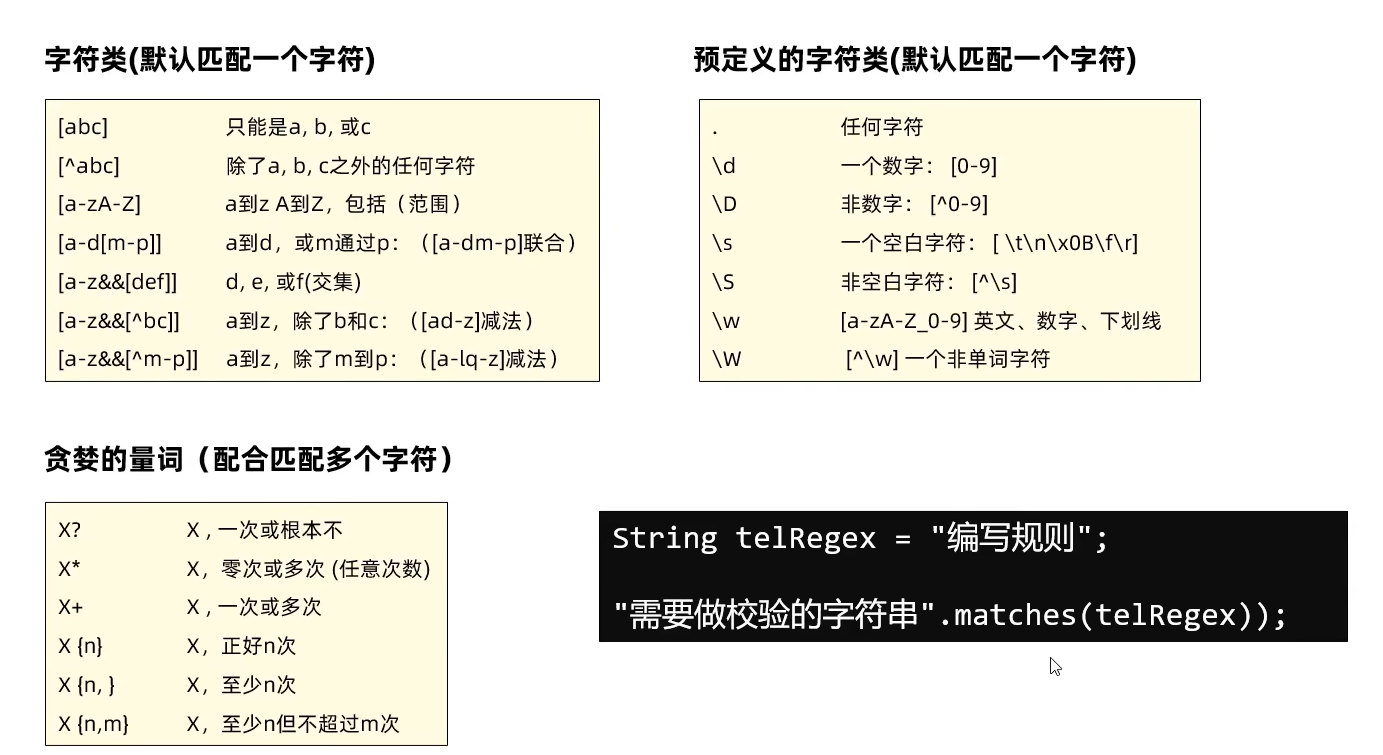 字符类(默认匹配一个字符)
[abc] 只能是a, b, 或c
[^abc] 除了a, b, c之外的任何字符
[a-zA-Z] a到z A到Z，包括（范围）
[a-d[m-p]] a到d，或m通过p：（[a-dm-p]联合）
[a-z&&[def]] d, e, 或f(交集)
[a-z&&[^bc]] a到z，除了b和c：（[ad-z]减法）
[a-z&&[^m-p]] a到z，除了m到p：（[a-lq-z]减法）
预定义的字符类(默认匹配一个字符)
. 任何字符
\d 一个数字： [0-9]
\D 非数字： [^0-9]
\s 一个空白字符： [ \t\n\x0B\f\r]
\S 非空白字符： [^\s]
\w [a-zA-Z_0-9] 英文、数字、下划线
\W [^\w] 一个非单词字符
贪婪的量词（配合匹配多个字符）
X? X , 一次或根本不
X* X，零次或多次 (任意次数)
X+ X , 一次或多次
X {n} X，正好n次
X {n, } X，至少n次
X {n,m} X，至少n但不超过m次
String telRegex = "编写规则";
"需要做校验的字符串".matches(telRegex));